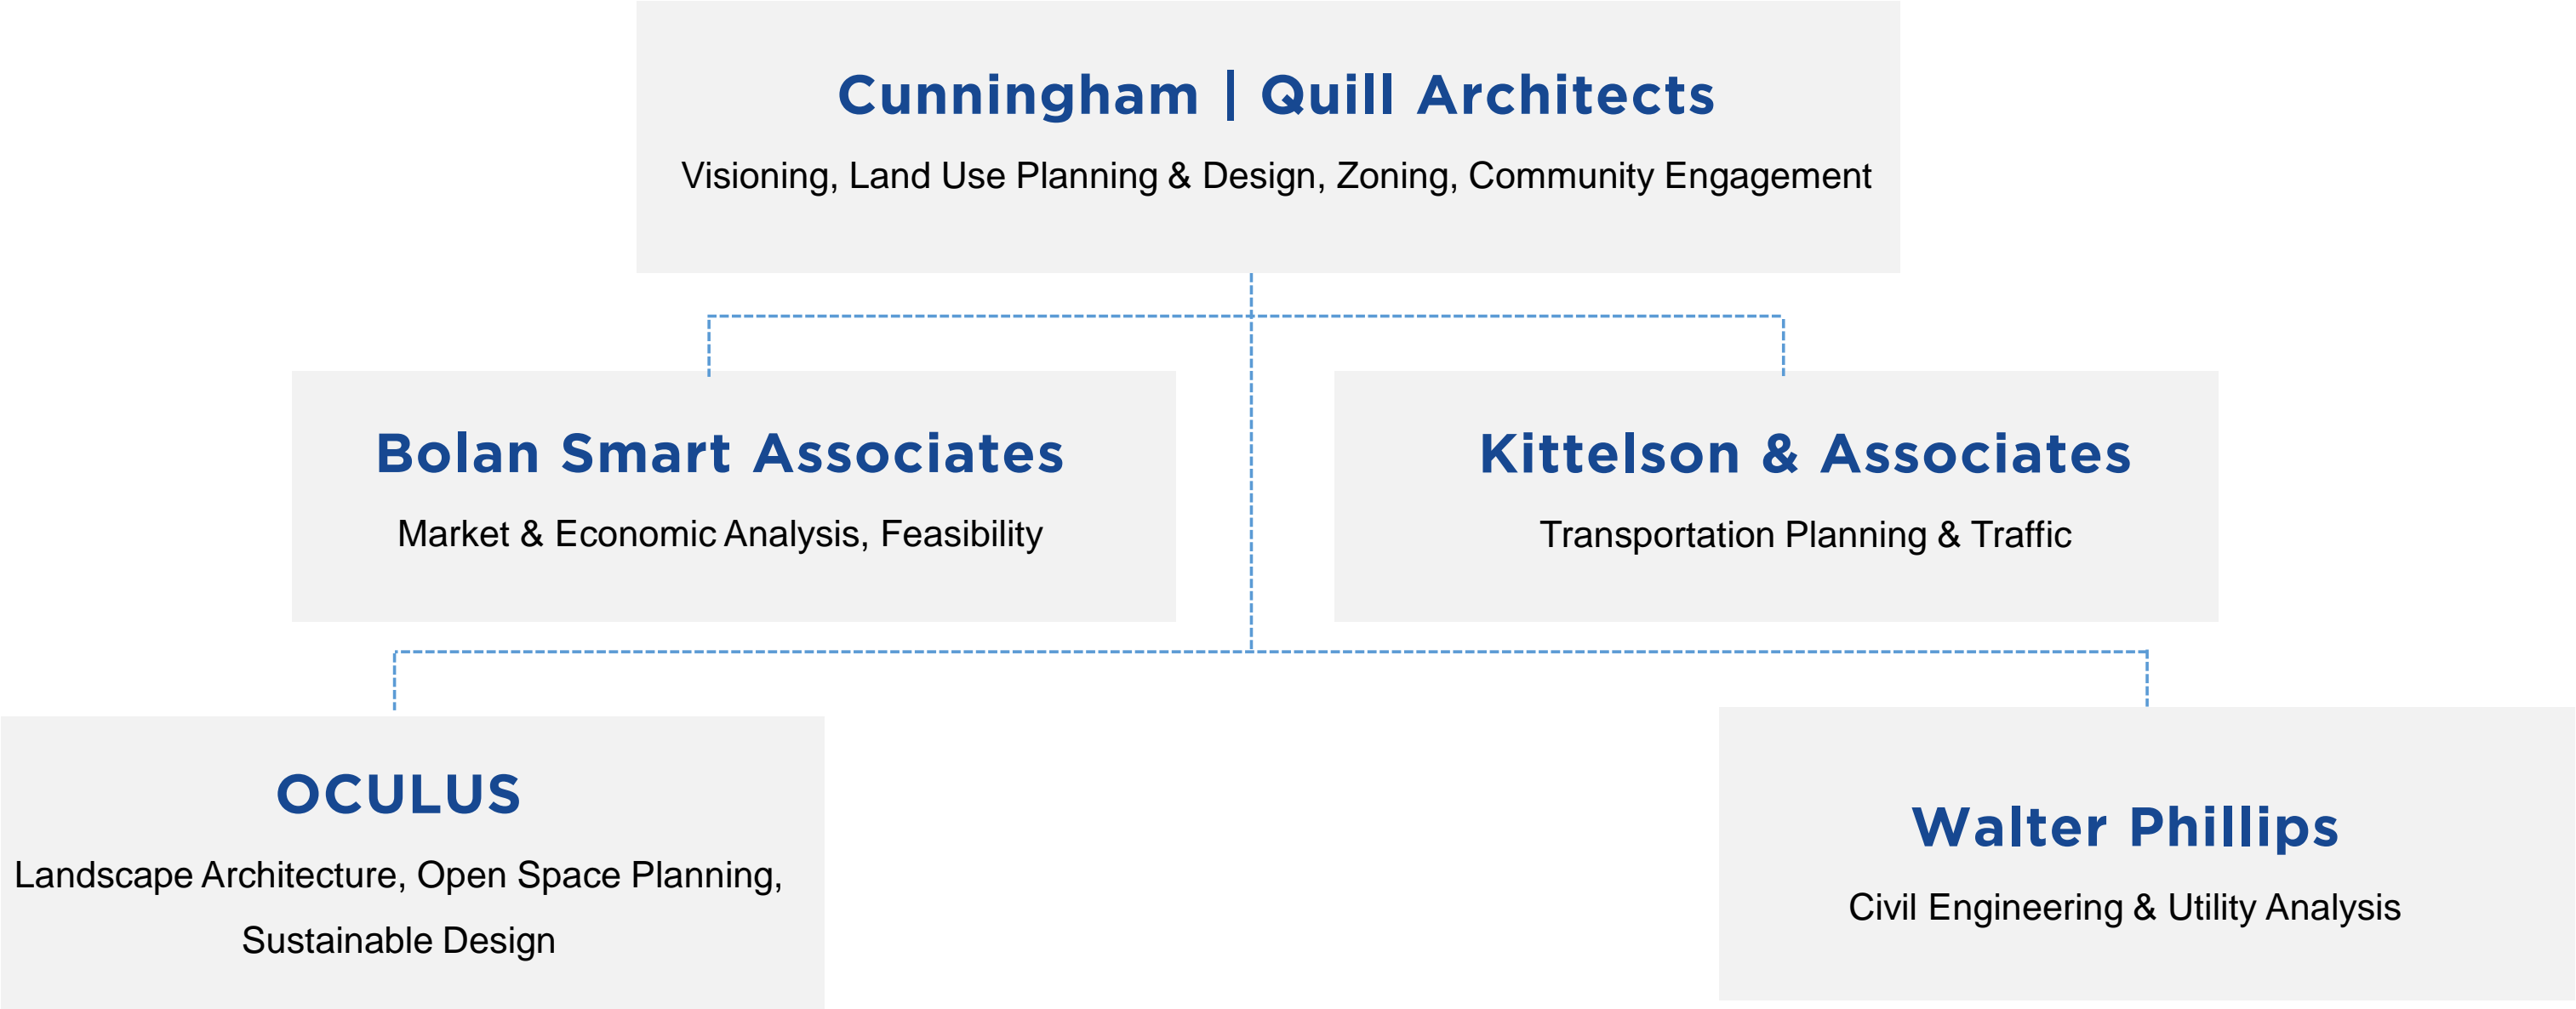 Cunningham | Quill Architects
Visioning, Land Use Planning & Design, Zoning, Community Engagement
Bolan Smart Associates
Market & Economic Analysis, Feasibility
Kittelson & Associates
Transportation Planning & Traffic
OCULUS
Landscape Architecture, Open Space Planning,
Sustainable Design
Walter Phillips
Civil Engineering & Utility Analysis